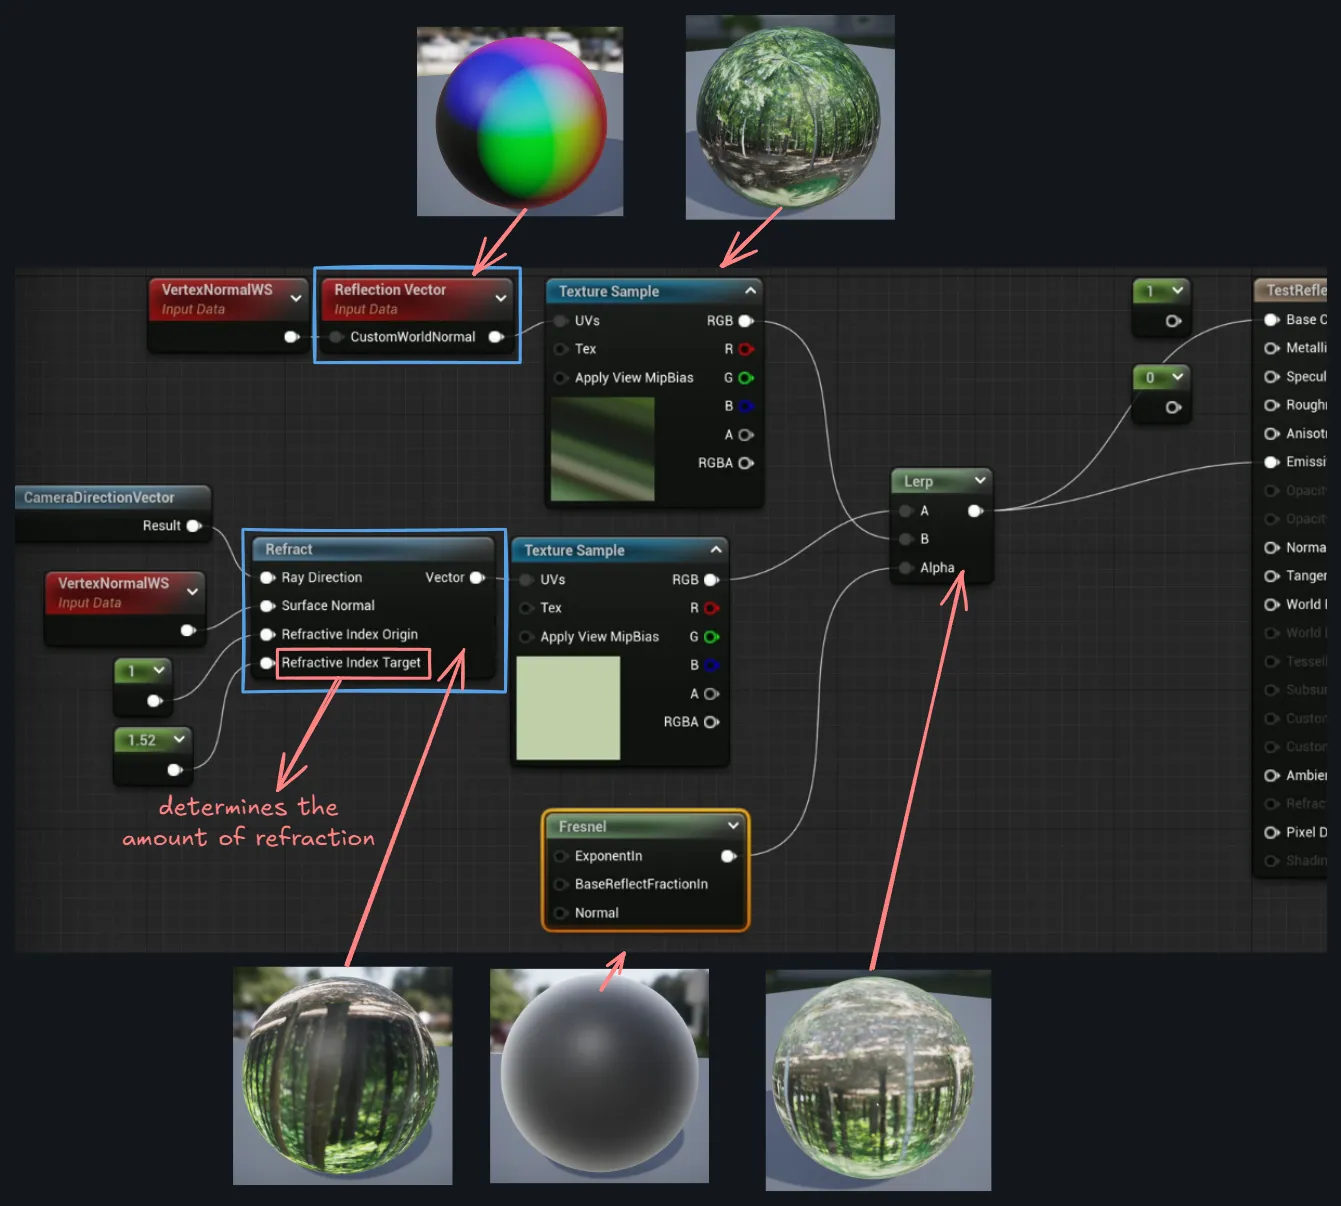 VertexNormalWS
Input Data
Reflection Vector
Input Data
CustomWorldNormal
Texture Sample
UVs RGB
Tex R
Apply View MipBias G
B
A
RGBA
1
0
TestRefle
Base C
Metalli
Specul
Rough
Anisot
Emissi
Opacit
Opacit
Norma
Tanger
World
World
Tessel
Subsur
Custon
Custon
Ambier
Refrac
Pixel D
Shadin
CameraDirectionVector
Result
VertexNormalWS
Input Data
1
1.52
Refract
Ray Direction Vector
Surface Normal
Refractive Index Origin
Refractive Index Target
Texture Sample
UVs RGB
Tex R
Apply View MipBias G
B
A
RGBA
Lerp
A
B
Alpha
determines the
amount of refraction
Fresnel
ExponentIn
BaseReflectFractionIn
Normal